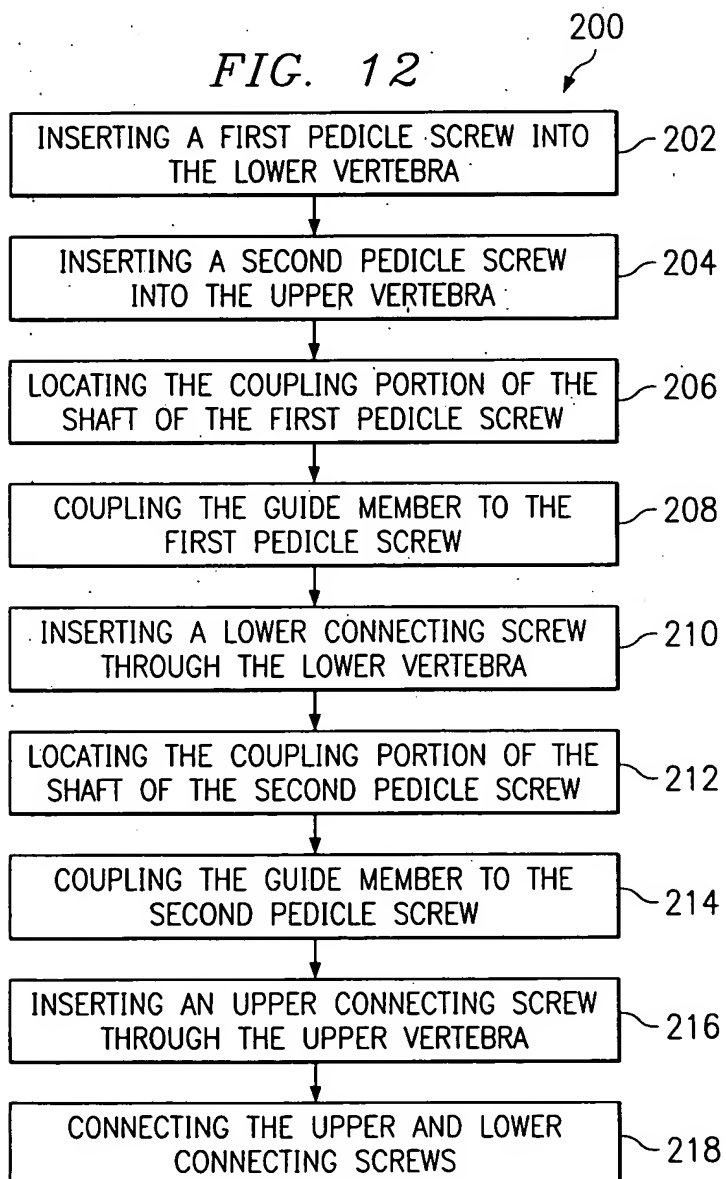 200
FIG. 12
INSERTING A FIRST PEDICLE SCREW INTO
THE LOWER VERTEBRA
202
INSERTING A SECOND PEDICLE SCREW
INTO THE UPPER VERTEBRA
204
LOCATING THE COUPLING PORTION OF THE
SHAFT OF THE FIRST PEDICLE SCREW
206
COUPLING THE GUIDE MEMBER TO THE
FIRST PEDICLE SCREW
208
INSERTING A LOWER CONNECTING SCREW
THROUGH THE LOWER VERTEBRA
210
LOCATING THE COUPLING PORTION OF THE
SHAFT OF THE SECOND PEDICLE SCREW
212
COUPLING THE GUIDE MEMBER TO THE
SECOND PEDICLE SCREW
214
INSERTING AN UPPER CONNECTING SCREW
THROUGH THE UPPER VERTEBRA
216
CONNECTING THE UPPER AND LOWER
CONNECTING SCREWS
218